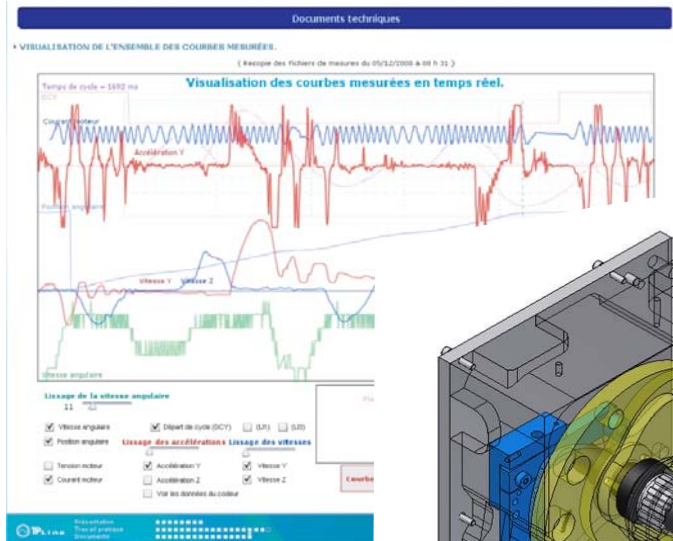 Documents techniques
VISUALISATION DE L'ENSEMBLE DES COURBES MESURÉES.
( Recopie des fichiers de mesures du 05/12/2008 à 08 h 31 )
Visualisation des courbes mesurées en temps réel.
Temps de cycle = 1692 ms
DCY
Courant moteur
Accélération Y
Position angulaire
Vitesse Y Vitesse Z
Vitesse angulaire
Lissage de la vitesse angulaire
11
Vitesse angulaire
Départ de cycle (DCY)
Position angulaire
Lissage des accélérations
Lissage des vitesses
Tension moteur
Accélération Y
Vitesse Y
Courant moteur
Accélération Z
Vitesse Z
Voir les données du codeur
Courbe
TPLine
Présentation
Travail pratique
Documents